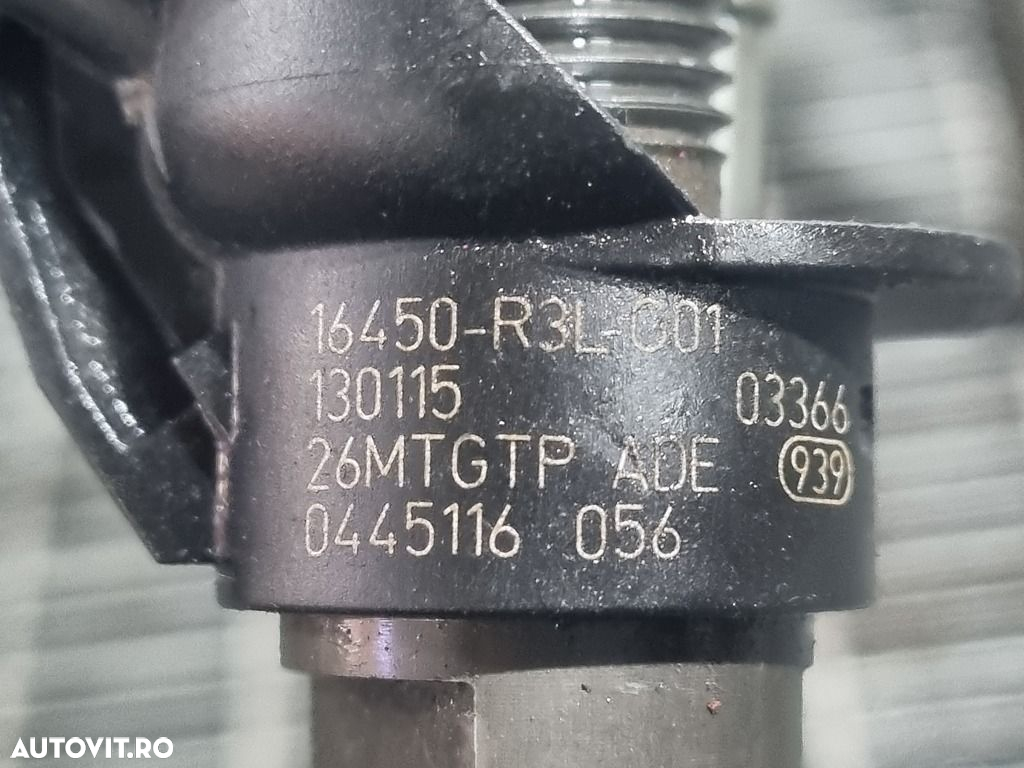 16450-R3L-G01
130115 03366
26MTGTP ADE 939
0445116 056
AUTOVIT.RO